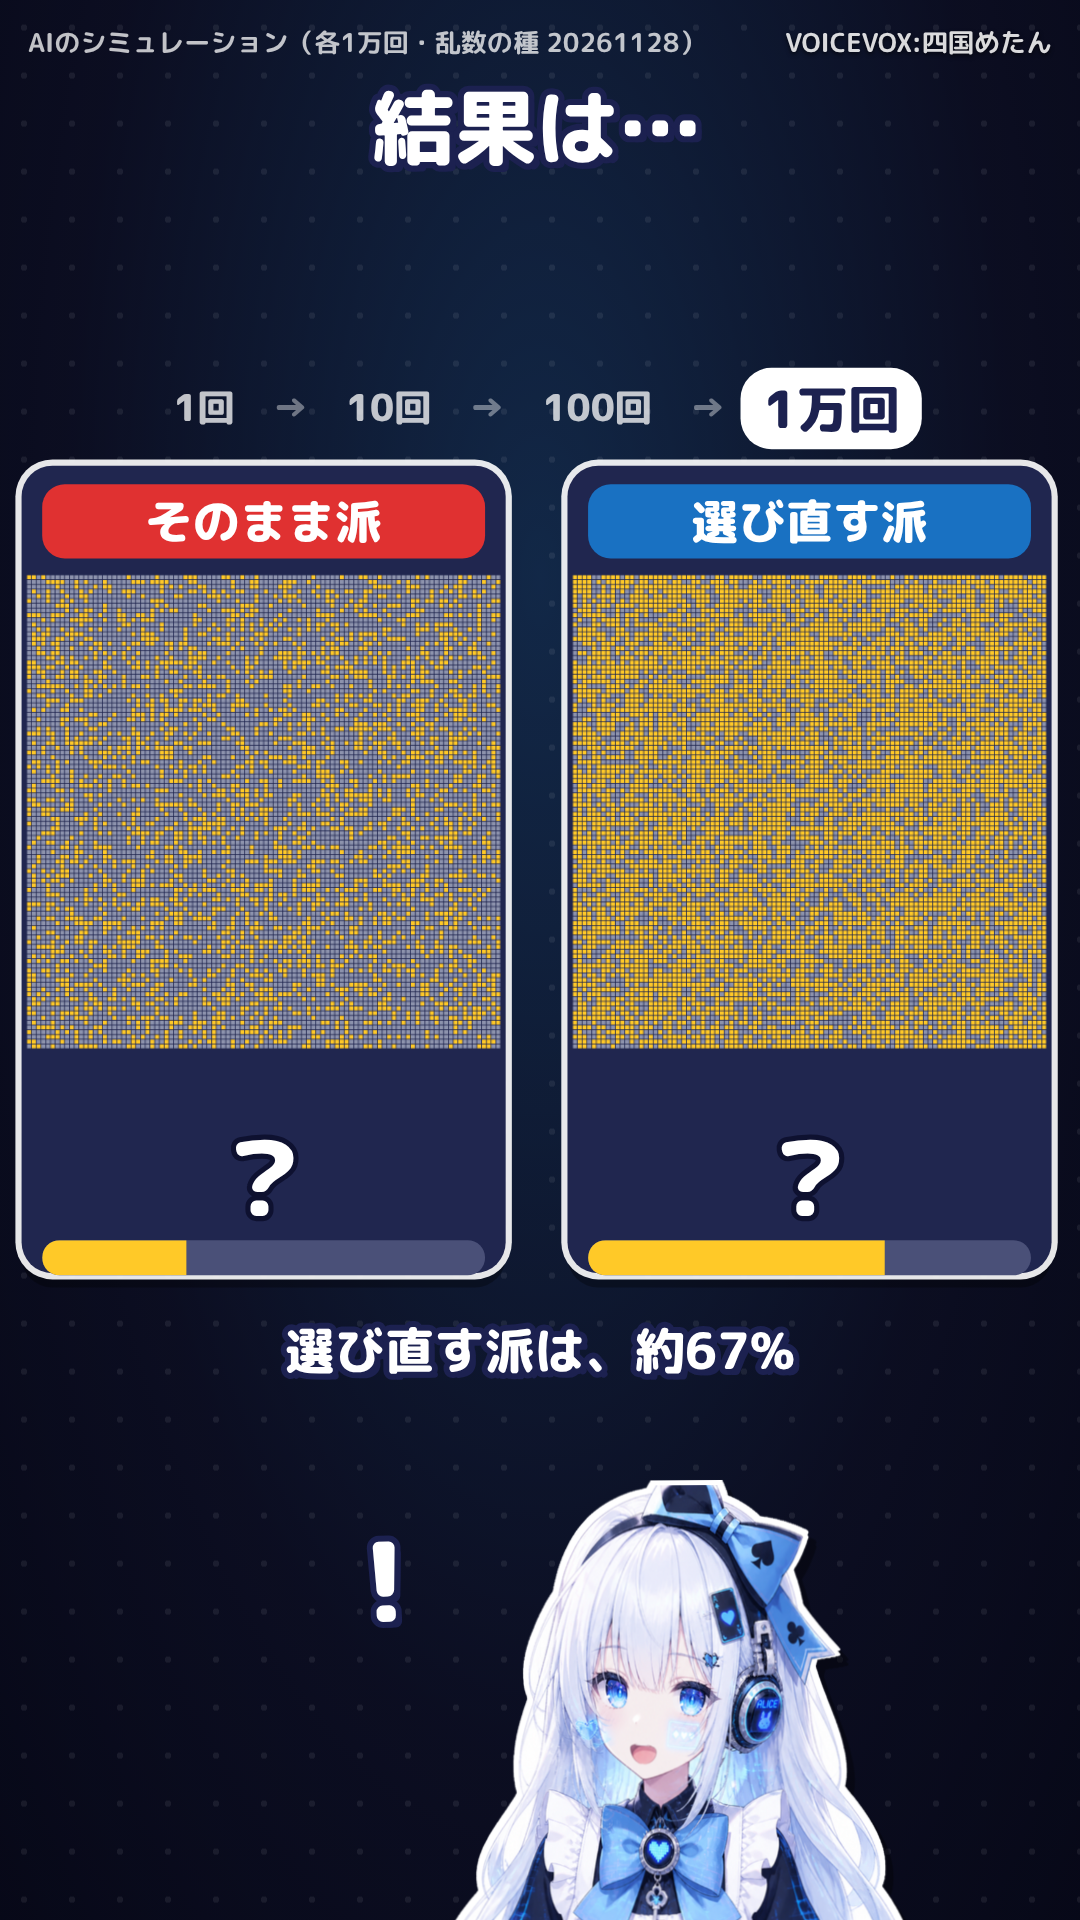 AIのシミュレーション（各1万回・乱数の種 20261128）
VOICEVOX:四国めたん
結果は…
1回 → 10回 → 100回 → 1万回
そのまま派
選び直す派
?
?
選び直す派は、約67%
!
ALICE